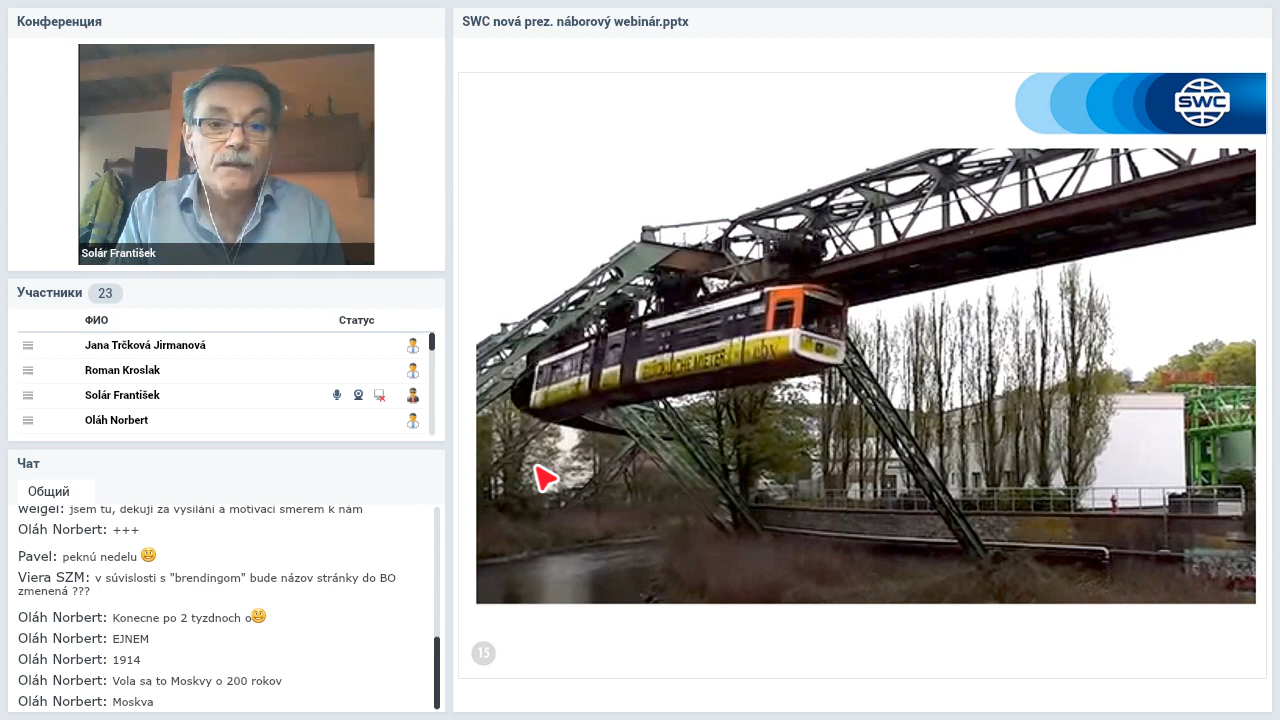 Конференция
Solár František
Участники 23
ФИО Статус
Jana Trčková Jirmanová
Roman Kroslak
Solár František
Oláh Norbert
Чат
Общий
weigel: jsem tu, dekuji za vysilani a motivaci smerem k nam
Oláh Norbert: +++
Pavel: peknú nedelu
Viera SZM: v súvislosti s "brendingom" bude názov stránky do BO
zmenená ???
Oláh Norbert: Konecne po 2 tyzdnoch o
Oláh Norbert: EJNEM
Oláh Norbert: 1914
Oláh Norbert: Vola sa to Moskvy o 200 rokov
Oláh Norbert: Moskva
SWC nová prez. náborový webinár.pptx
SWC
15